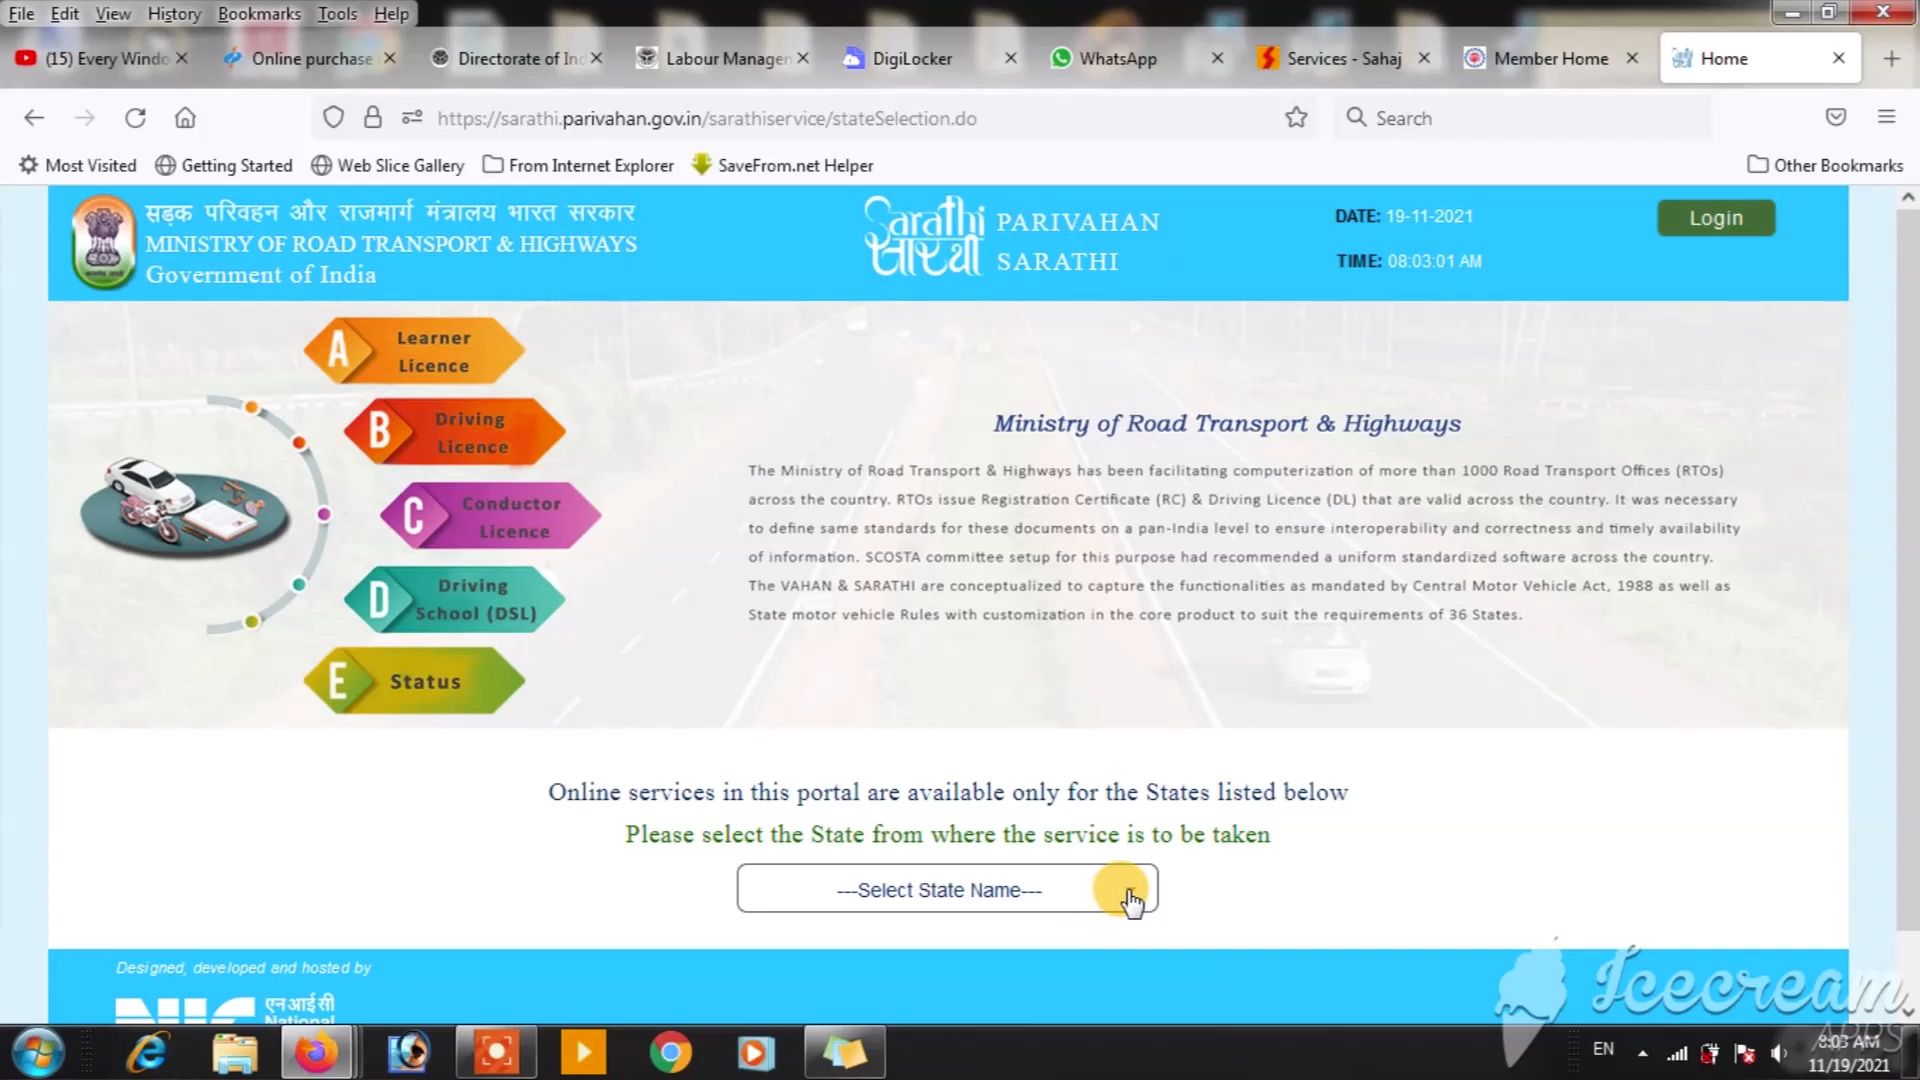 File Edit View History Bookmarks Tools Help
(15) Every Windo
Online purchase
Directorate of Ind
Labour Manager
DigiLocker
WhatsApp
Services - Sahaj
Member Home
Home
https://sarathi.parivahan.gov.in/sarathiservice/stateSelection.do
Search
Most Visited
Getting Started
Web Slice Gallery
From Internet Explorer
SaveFrom.net Helper
Other Bookmarks
सड़क परिवहन और राजमार्ग मंत्रालय भारत सरकार
MINISTRY OF ROAD TRANSPORT & HIGHWAYS
Government of India
Sarathi
सारथी
PARIVAHAN
SARATHI
DATE: 19-11-2021
TIME: 08:03:01 AM
Login
A Learner
Licence
B Driving
Licence
C Conductor
Licence
D Driving
School (DSL)
E Status
Ministry of Road Transport & Highways
The Ministry of Road Transport & Highways has been facilitating computerization of more than 1000 Road Transport Offices (RTOs)
across the country. RTOs issue Registration Certificate (RC) & Driving Licence (DL) that are valid across the country. It was necessary
to define same standards for these documents on a pan-India level to ensure interoperability and correctness and timely availability
of information. SCOSTA committee setup for this purpose had recommended a uniform standardized software across the country.
The VAHAN & SARATHI are conceptualized to capture the functionalities as mandated by Central Motor Vehicle Act, 1988 as well as
State motor vehicle Rules with customization in the core product to suit the requirements of 36 States.
Online services in this portal are available only for the States listed below
Please select the State from where the service is to be taken
---Select State Name---
Designed, developed and hosted by
NIC एन आई सी
National
Icecream
APPS
EN
8:03 AM
11/19/2021